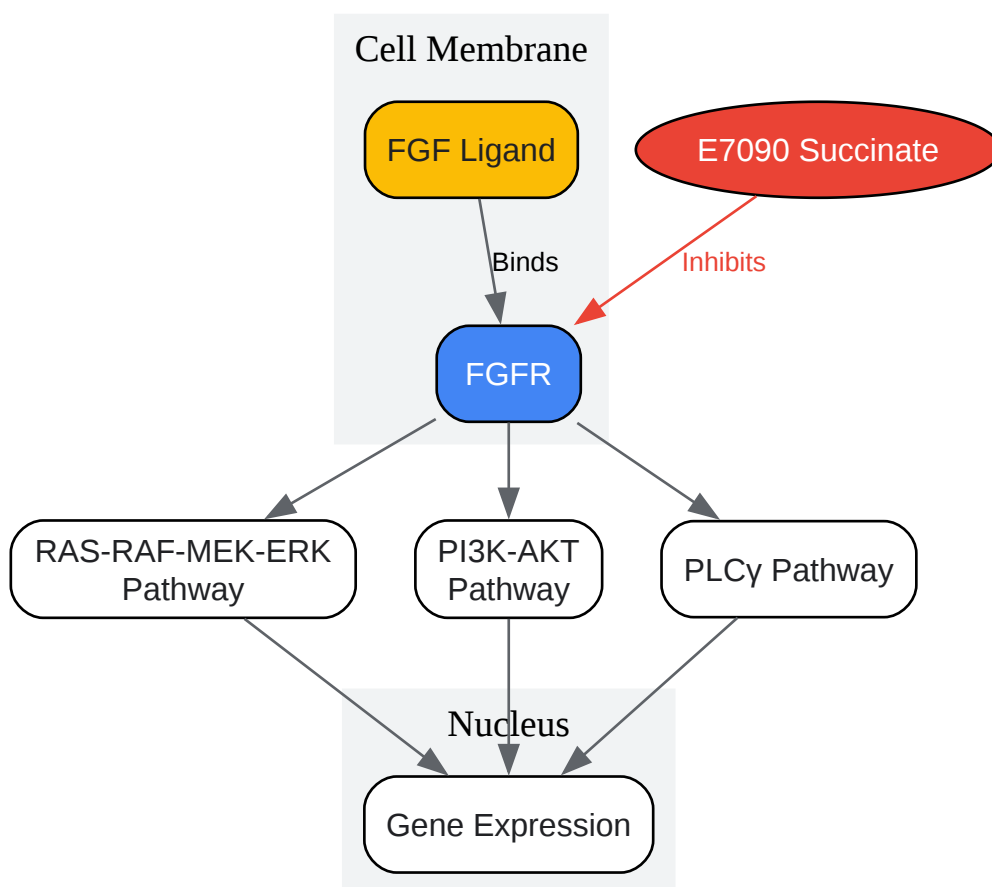 Cell Membrane
FGF Ligand
E7090 Succinate
Binds
Inhibits
FGFR
RAS-RAF-MEK-ERK
Pathway
PI3K-AKT
Pathway
PLCγ Pathway
Nucleus
Gene Expression